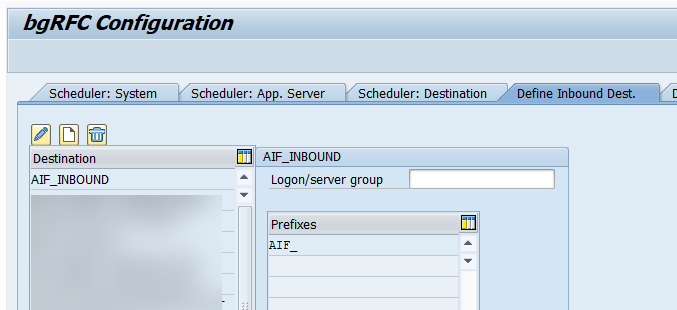 bgRFC Configuration
Scheduler: System
Scheduler: App. Server
Scheduler: Destination
Define Inbound Dest.
Destination
AIF_INBOUND
AIF_INBOUND
Logon/server group
Prefixes
AIF_